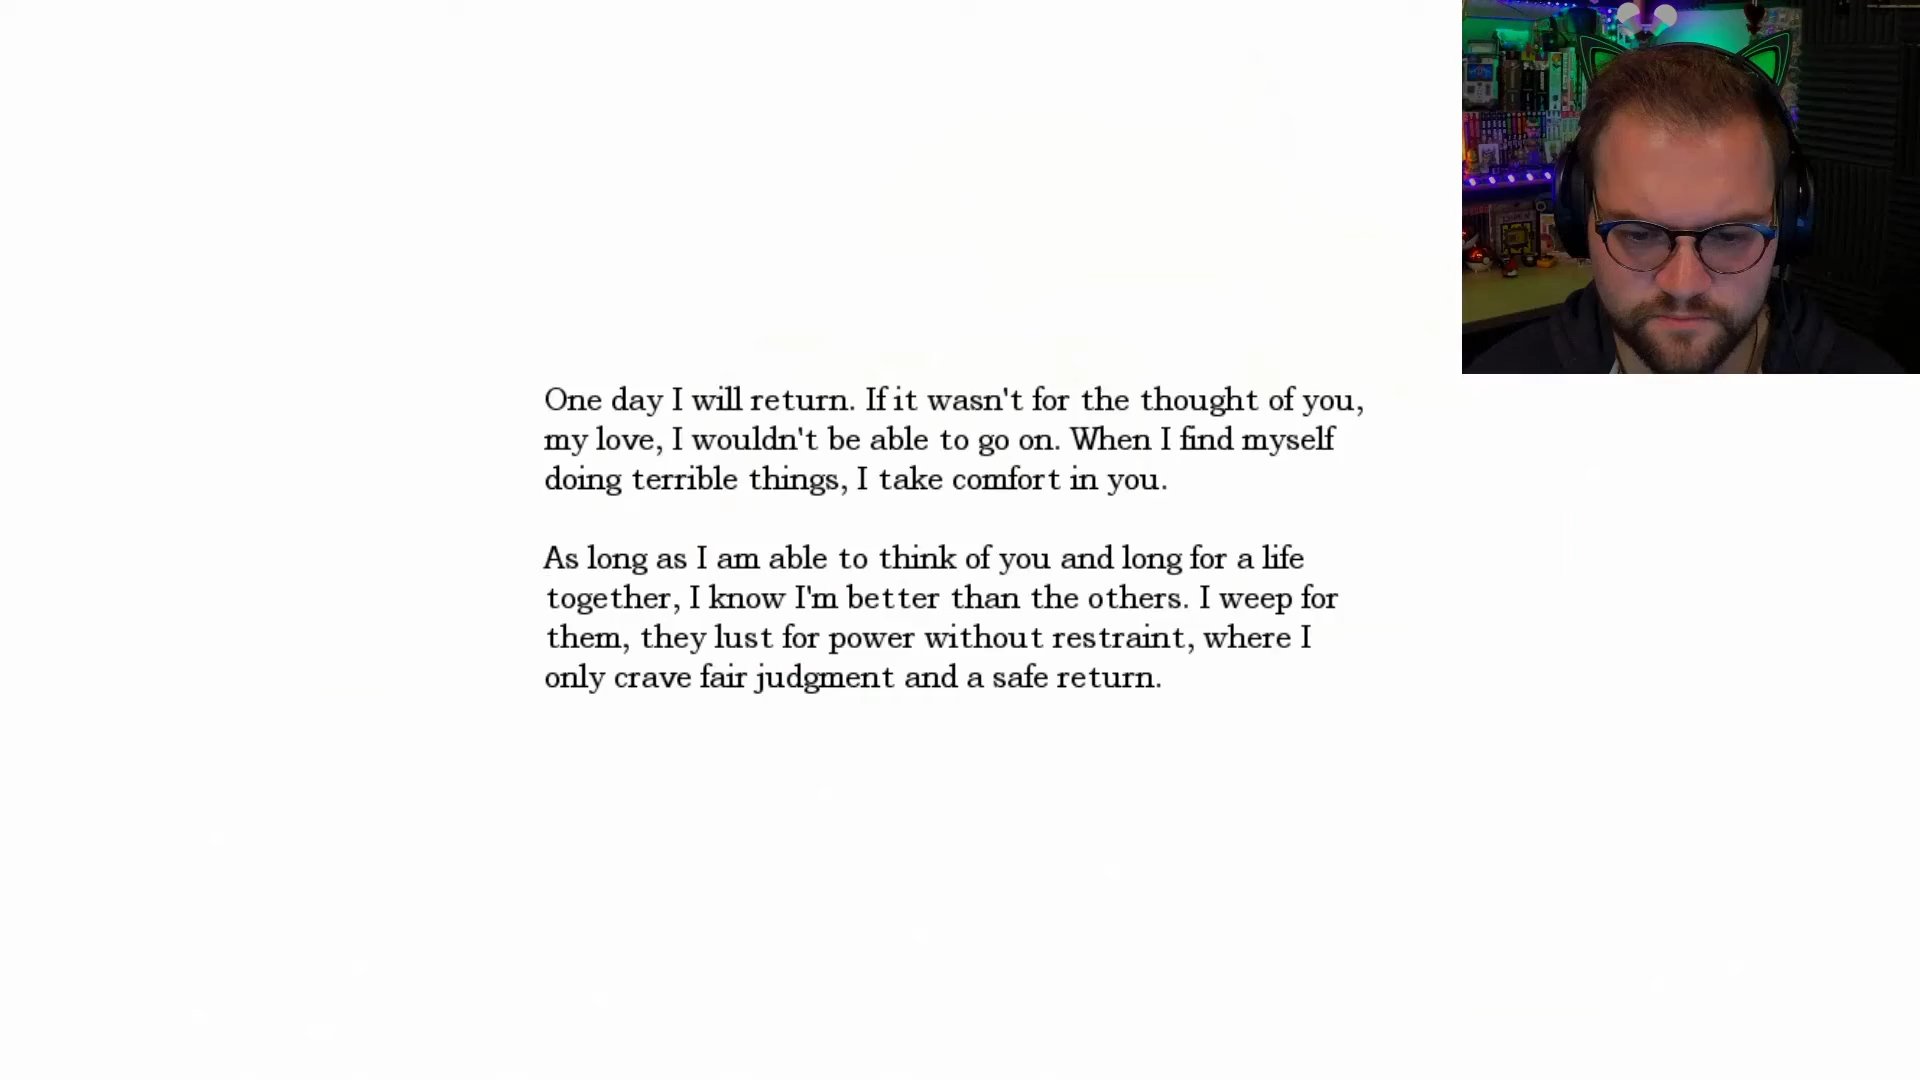 One day I will return. If it wasn't for the thought of you,
my love, I wouldn't be able to go on. When I find myself
doing terrible things, I take comfort in you.
As long as I am able to think of you and long for a life
together, I know I'm better than the others. I weep for
them, they lust for power without restraint, where I
only crave fair judgment and a safe return.